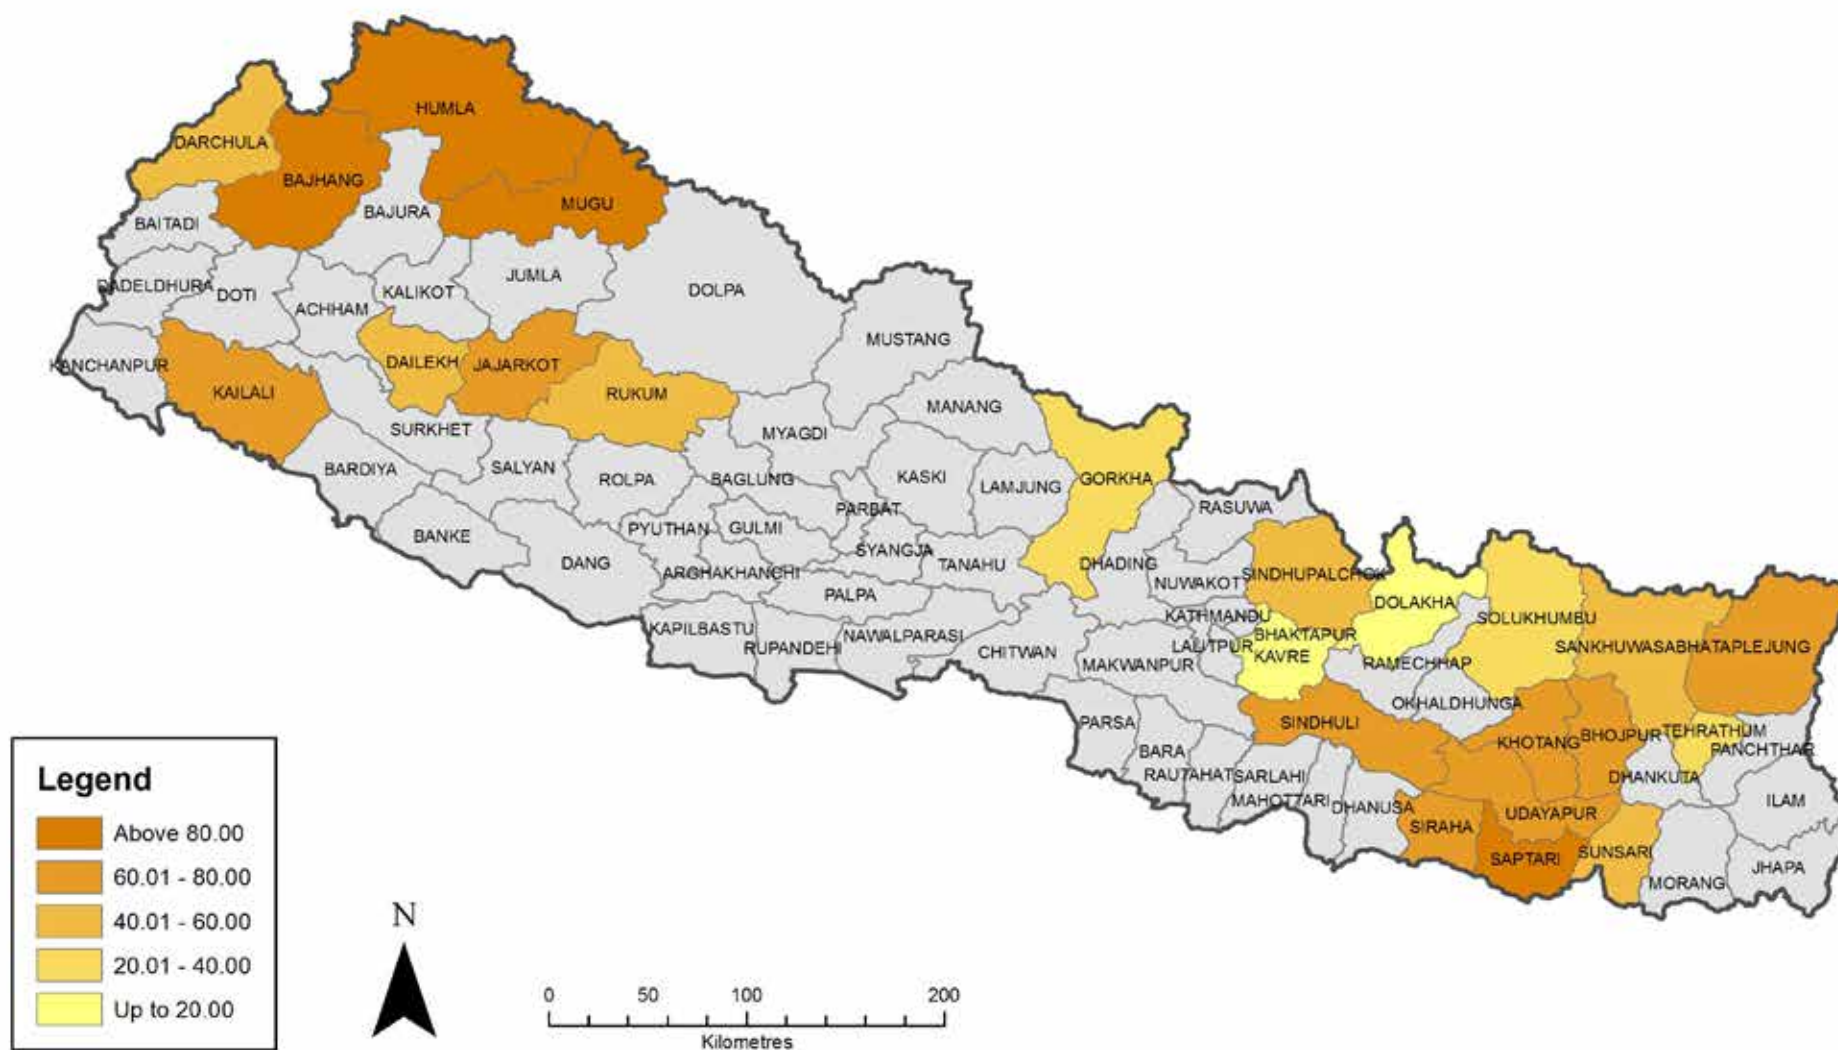 HUMLA
DARCHULA
BAJHANG
MUGU
BAJURA
BAITADI
JUMLA
DADELDHURA
DOTI
KALIKOT
DOLPA
ACHHAM
MUSTANG
KANCHANPUR
DAILEKH
JAJARKOT
KAILALI
RUKUM
MANANG
SURKHET
MYAGDI
BARDIYA
SALYAN
ROLPA
BAGLUNG
KASKI
LAMJUNG
GORKHA
PARBAT
RASUWA
BANKE
PYUTHAN
GULMI
SYANGJA
DANG
ARGHAKHANCHI
TANAHU
DHADING
NUWAKOT
SINDHUPALCHOK
PALPA
DOLAKHA
KATHMANDU
SOLUKHUMBU
KAPILBASTU
RUPANDEHI
NAWALPARASI
CHITWAN
MAKWANPUR
LALITPUR
BHAKTAPUR
KAVRE
RAMECHHAP
SANKHUWASABHA
TAPLEJUNG
OKHALDHUNGA
PARSA
SINDHULI
KHOTANG
BHOJPUR
TEHRATHUM
PANCHTHAR
BARA
RAUTAHAT
SARLAHI
DHANKUTA
MAHOTTARI
DHANUSA
ILAM
SIRAHA
UDAYAPUR
SAPTARI
SUNSARI
MORANG
JHAPA
Legend
Above 80.00
60.01 - 80.00
40.01 - 60.00
20.01 - 40.00
Up to 20.00
N
0 50 100 200
Kilometres